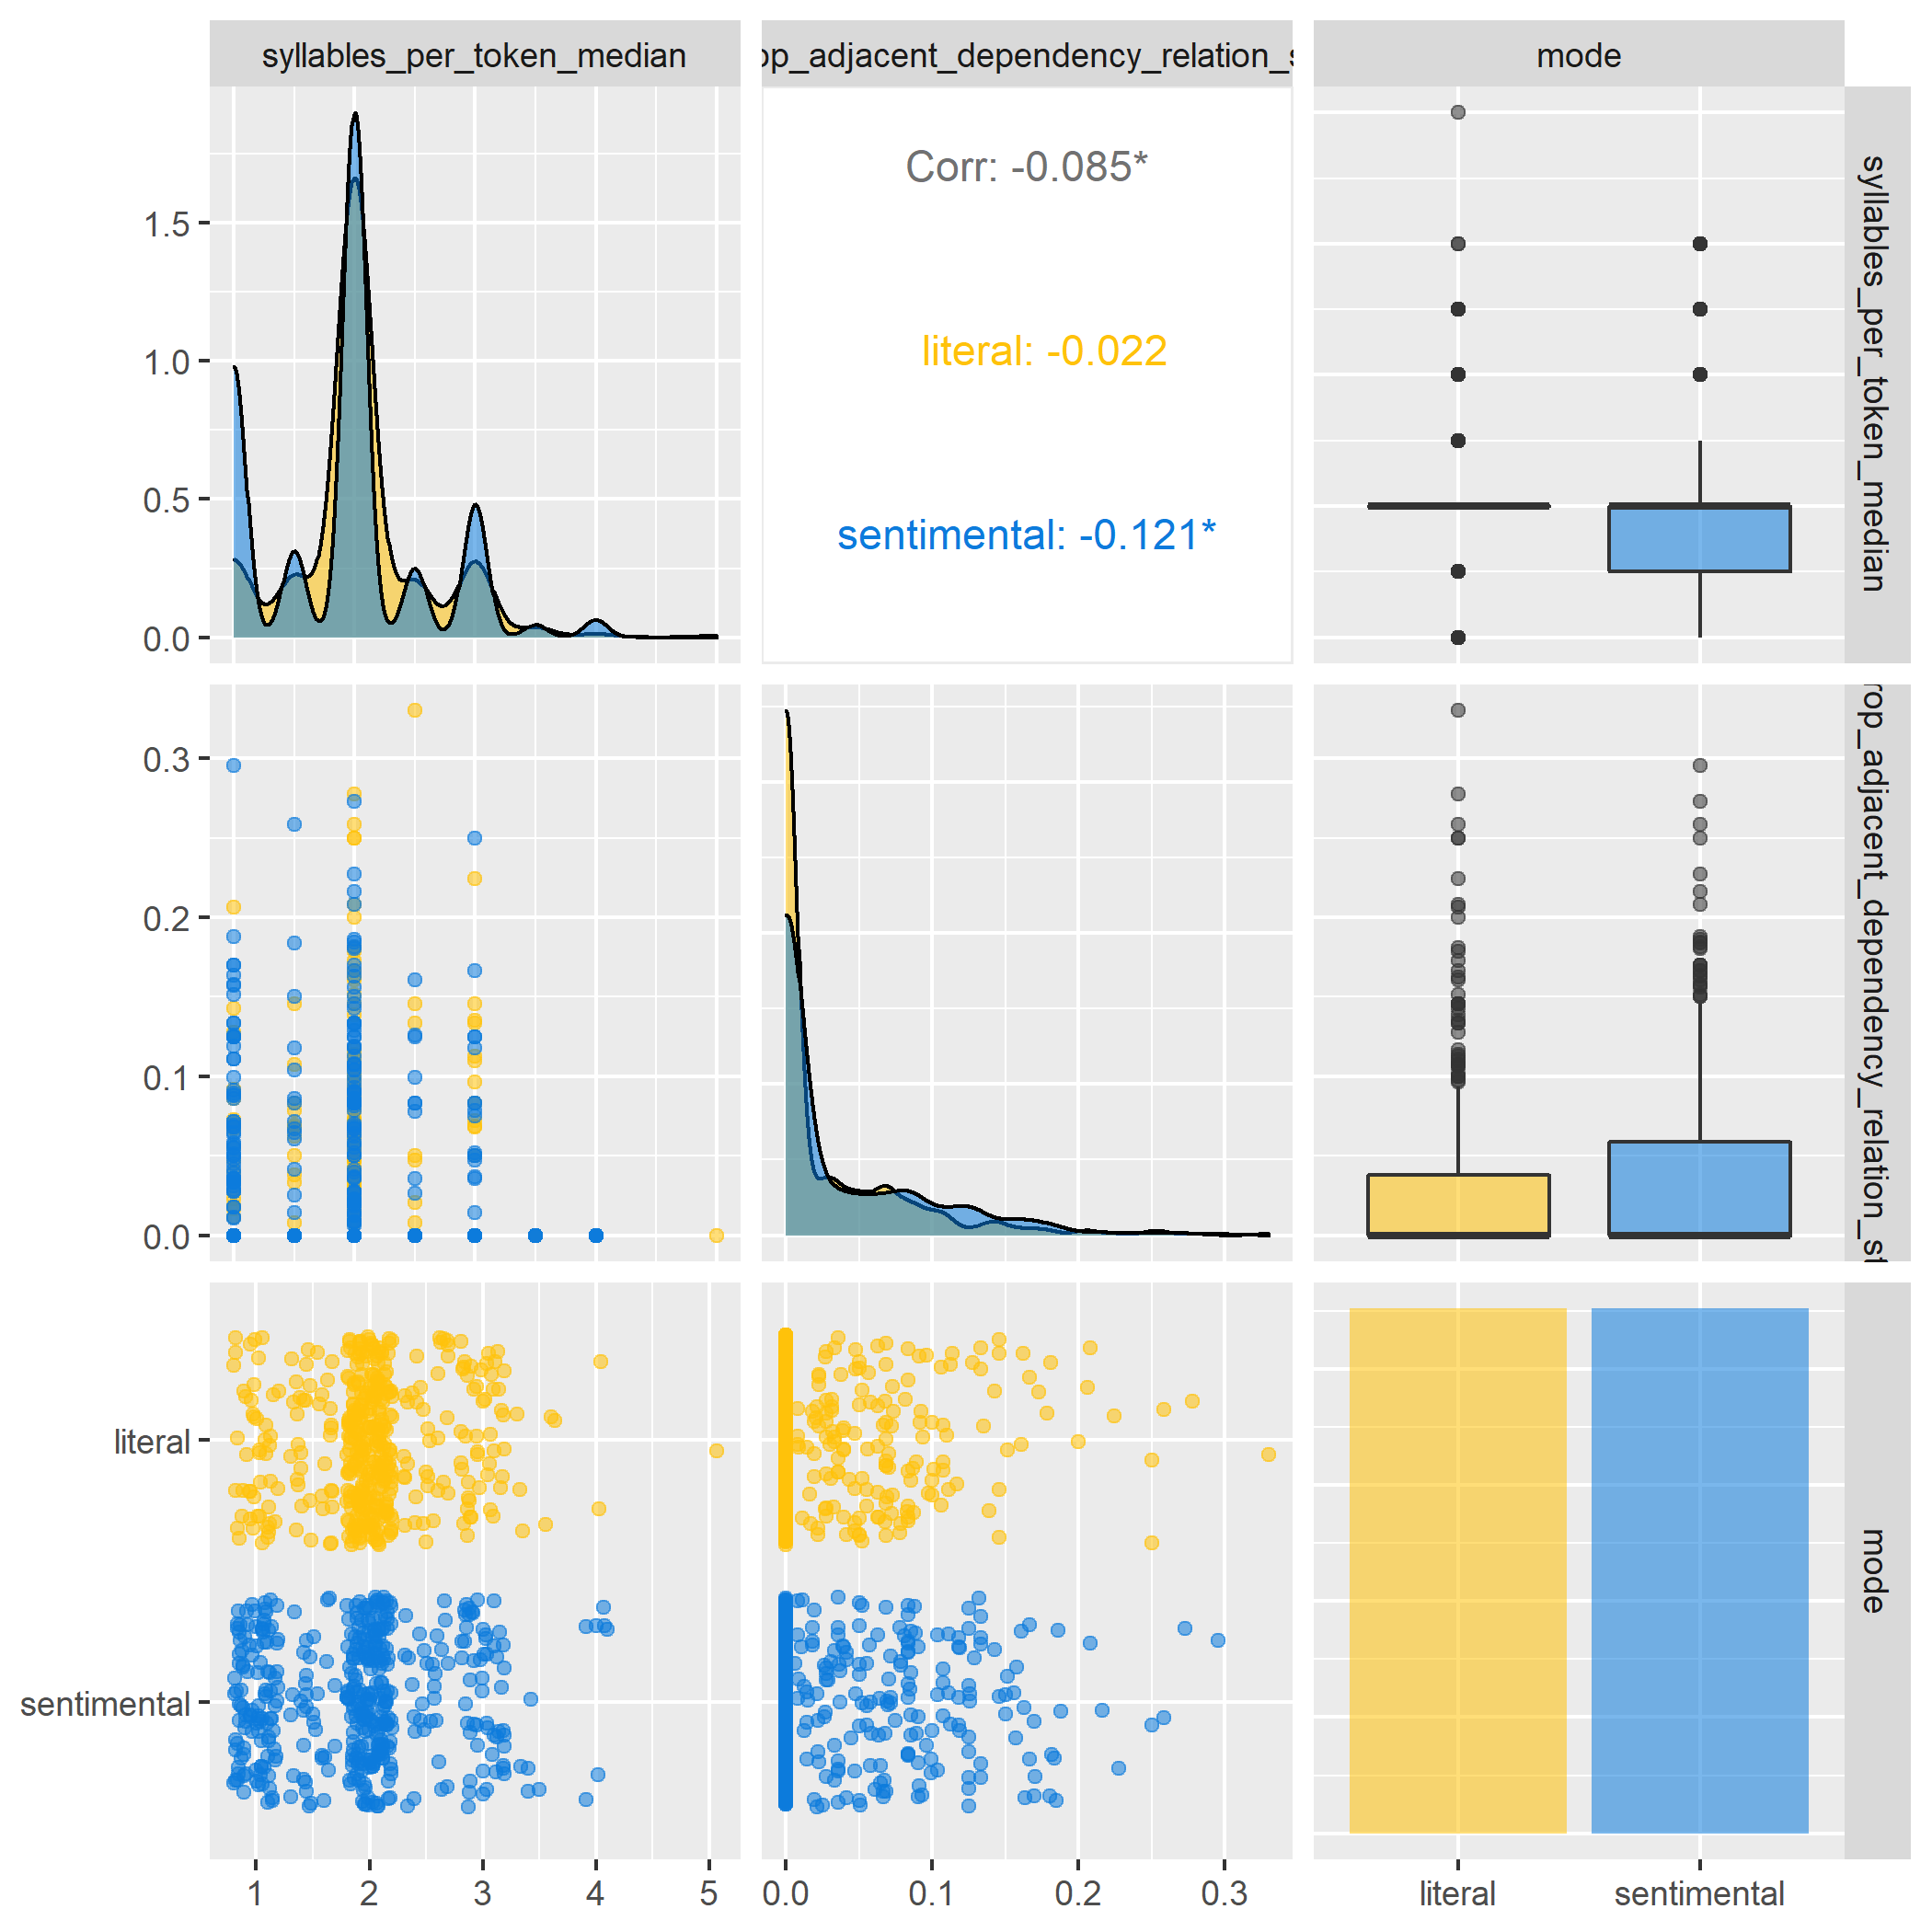 syllables_per_token_median
op_adjacent_dependency_relation_s
mode
1.5
1.0
0.5
0.0
Corr: -0.085*
literal: -0.022
sentimental: -0.121*
syllables_per_token_median
0.3
0.2
0.1
0.0
rop_adjacent_dependency_relation_st
literal
sentimental
mode
1 2 3 4 5
0.0 0.1 0.2 0.3
literal sentimental